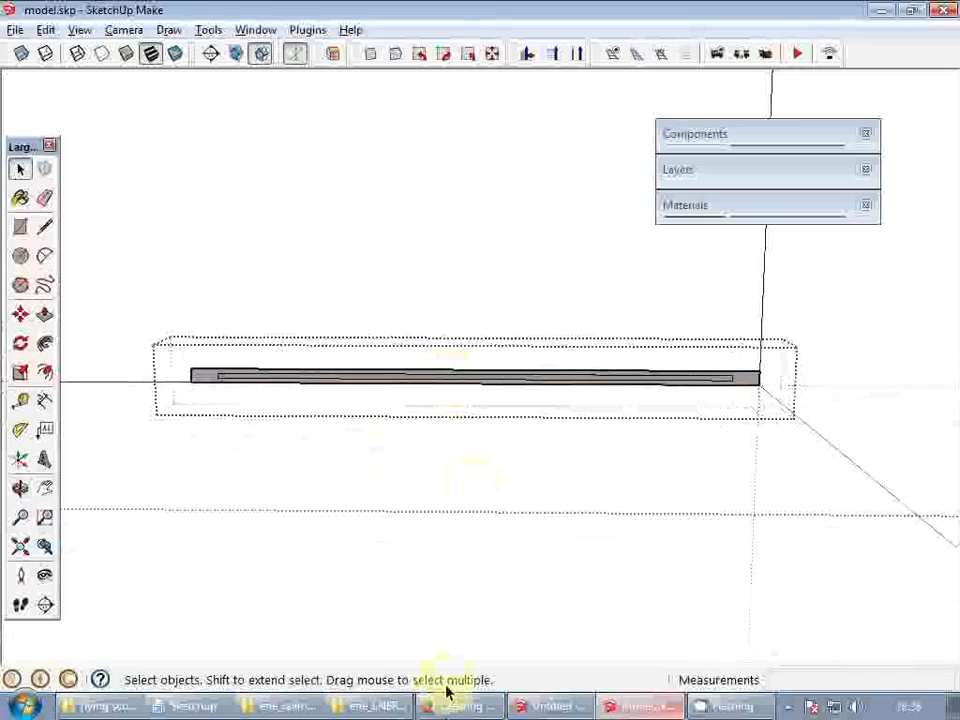 model.skp - SketchUp Make
File Edit View Camera Draw Tools Window Plugins Help
Larg...
Components
Layers
Materials
Select objects. Shift to extend select. Drag mouse to select multiple.
Measurements
Untitled